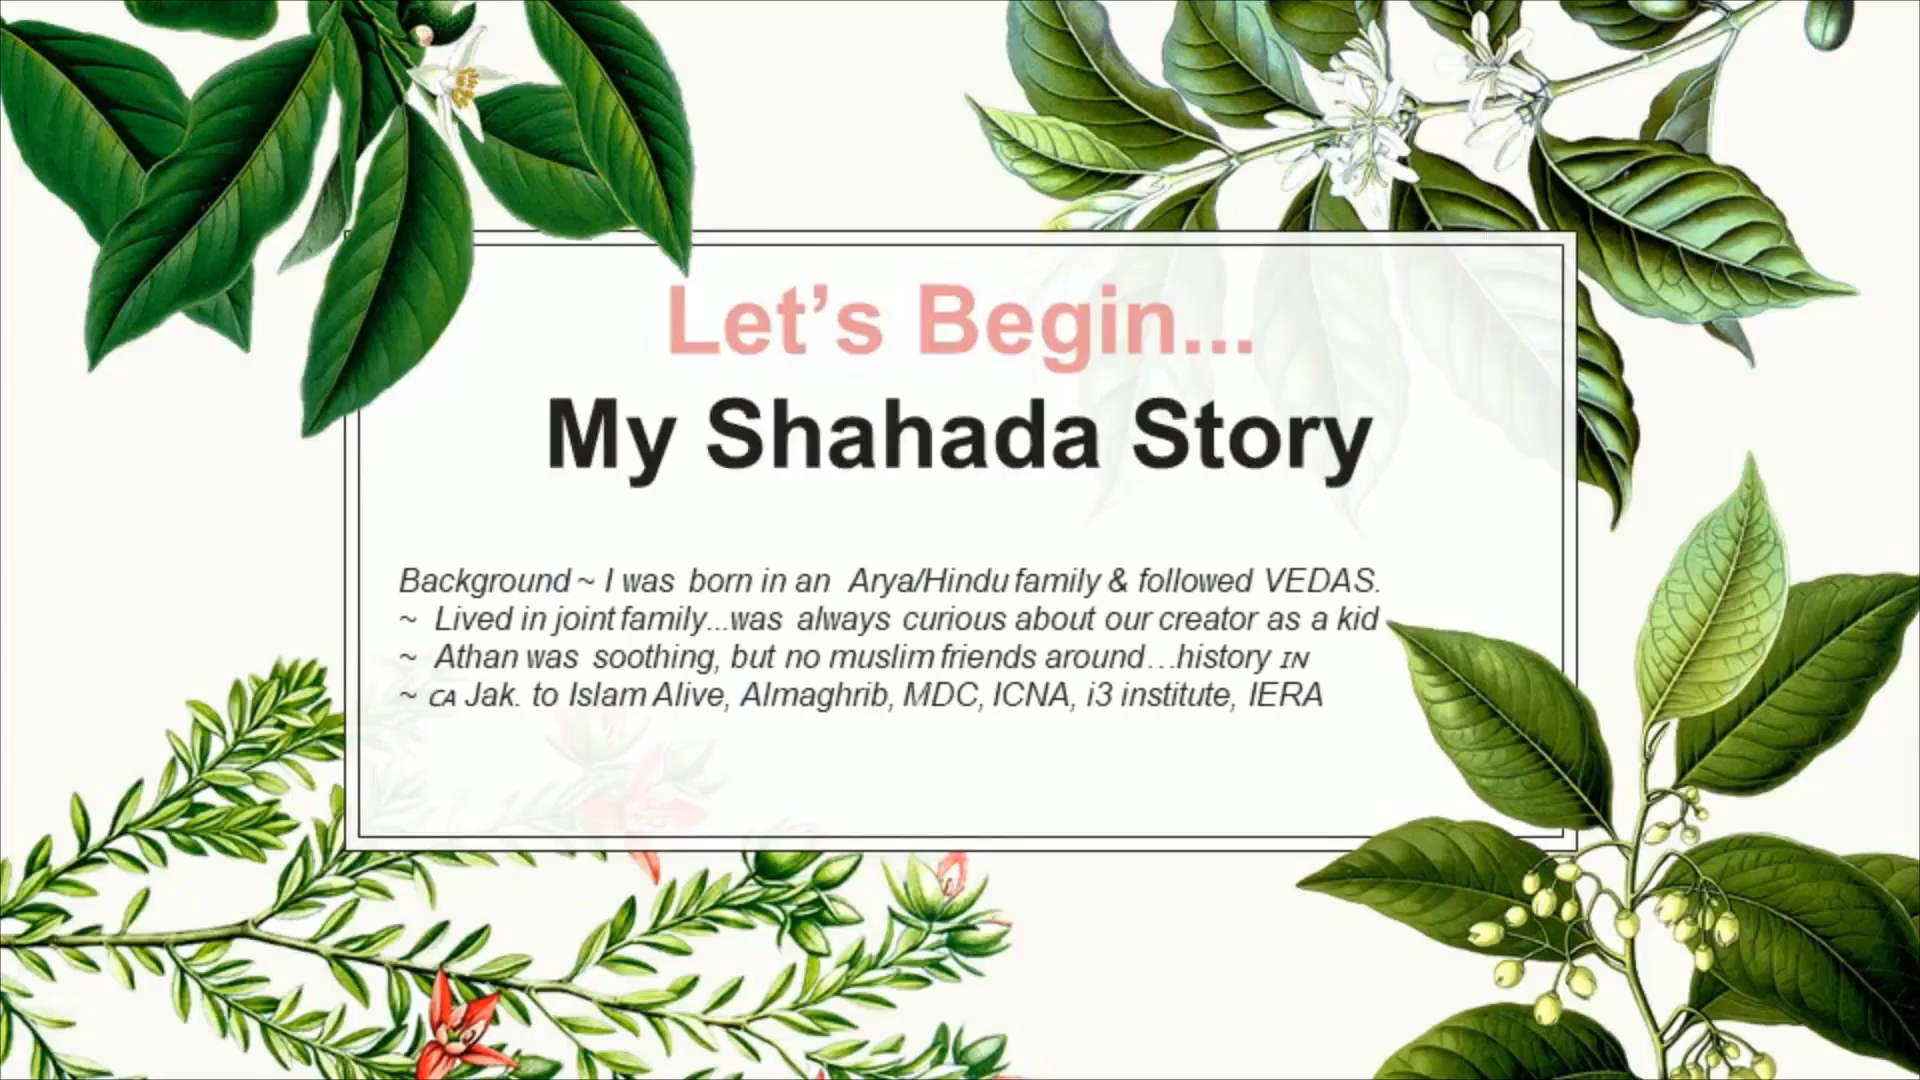 Let’s Begin...
My Shahada Story
Background ~ I was born in an Arya/Hindu family & followed VEDAS.
~ Lived in joint family...was always curious about our creator as a kid
~ Athan was soothing, but no muslim friends around…history IN
~ CA Jak. to Islam Alive, Almaghrib, MDC, ICNA, i3 institute, IERA